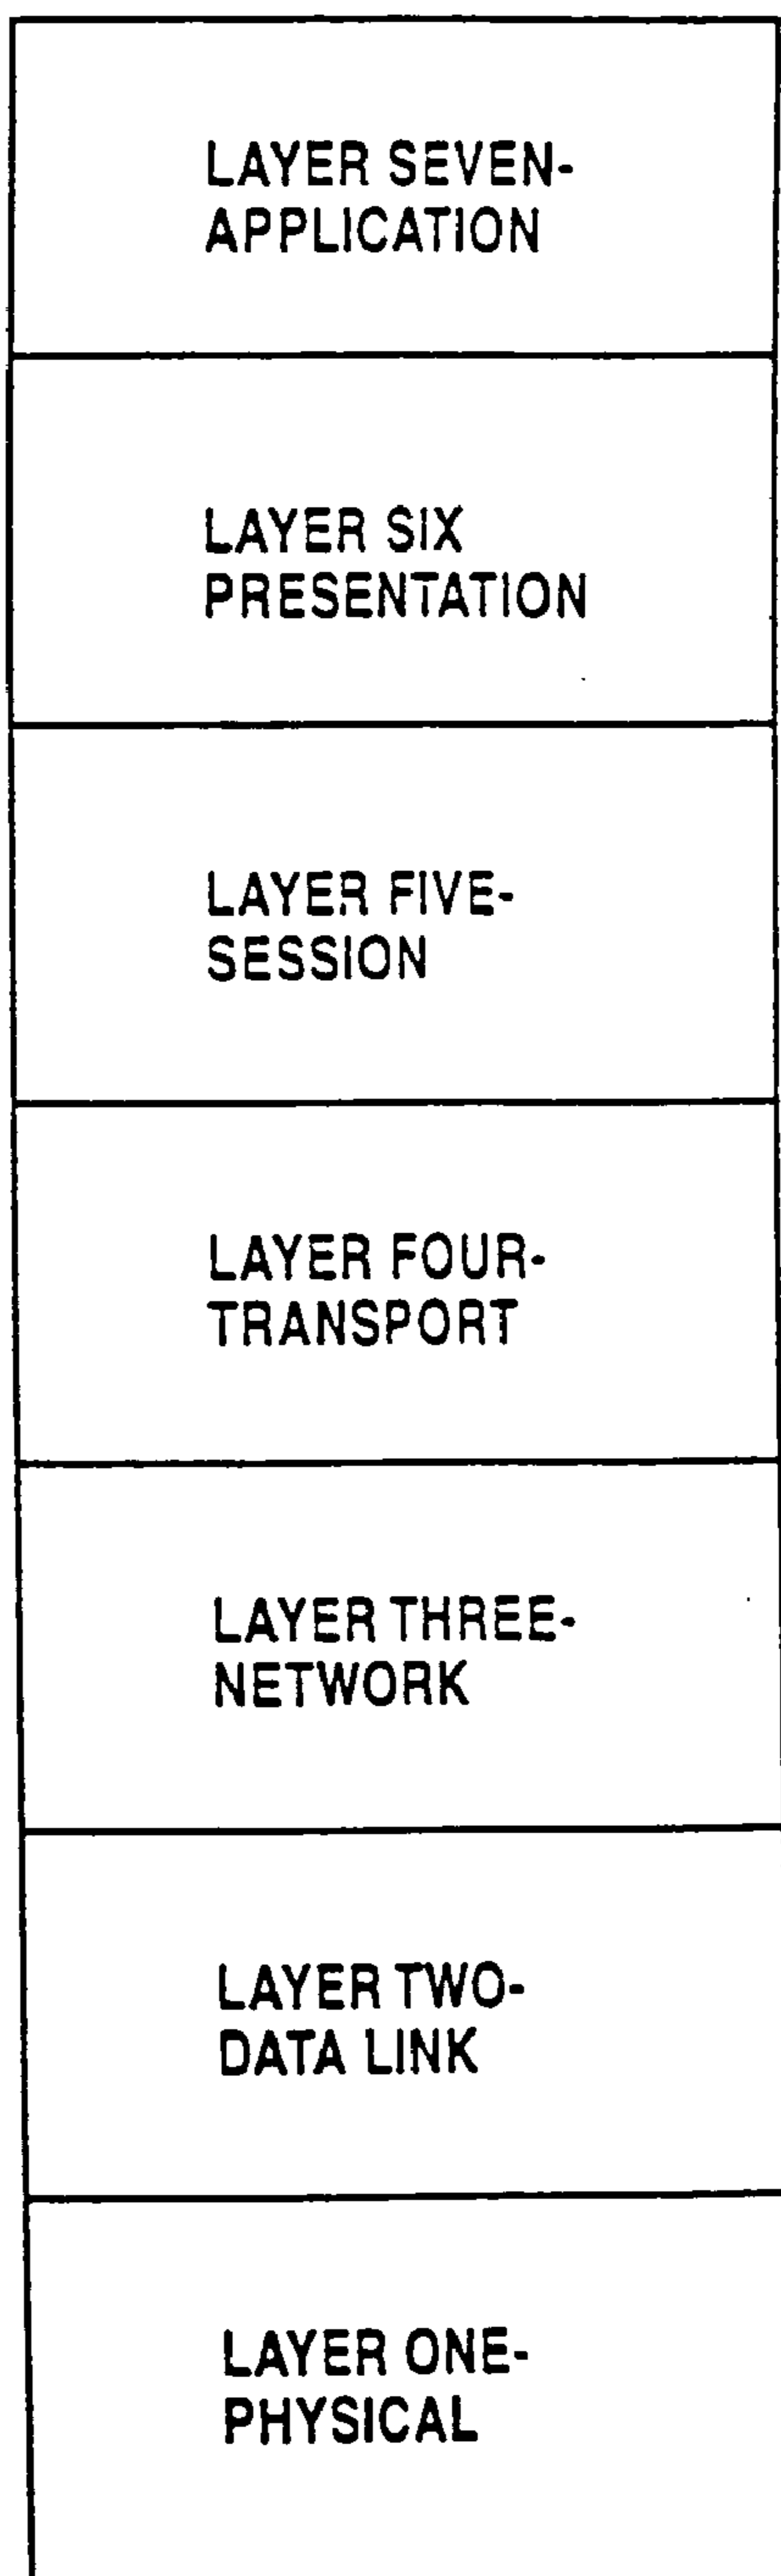 LAYER SEVEN-
APPLICATION
LAYER SIX
PRESENTATION
LAYER FIVE-
SESSION
LAYER FOUR-
TRANSPORT
LAYER THREE-
NETWORK
LAYER TWO-
DATA LINK
LAYER ONE-
PHYSICAL